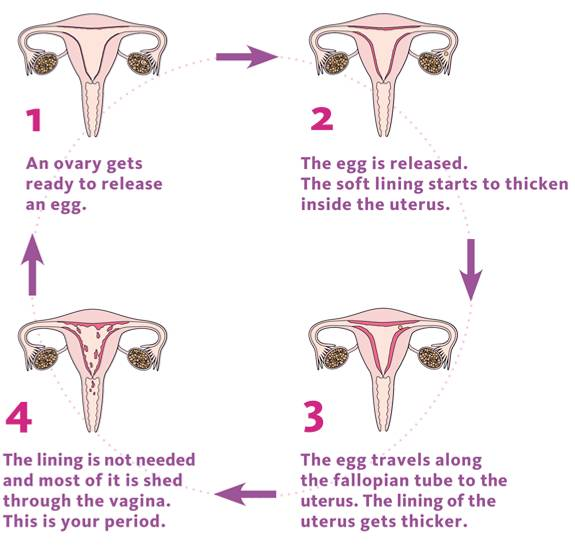 1
An ovary gets
ready to release
an egg.
2
The egg is released.
The soft lining starts to thicken
inside the uterus.
3
The egg travels along
the fallopian tube to the
uterus. The lining of the
uterus gets thicker.
4
The lining is not needed
and most of it is shed
through the vagina.
This is your period.